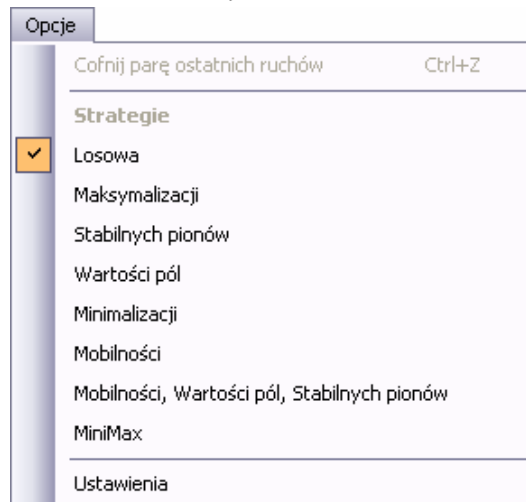 Opcje
Cofnij parę ostatnich ruchów Ctrl+Z
Strategie
Losowa
Maksymalizacji
Stabilnych pionów
Wartości pól
Minimalizacji
Mobilności
Mobilności, Wartości pól, Stabilnych pionów
MiniMax
Ustawienia